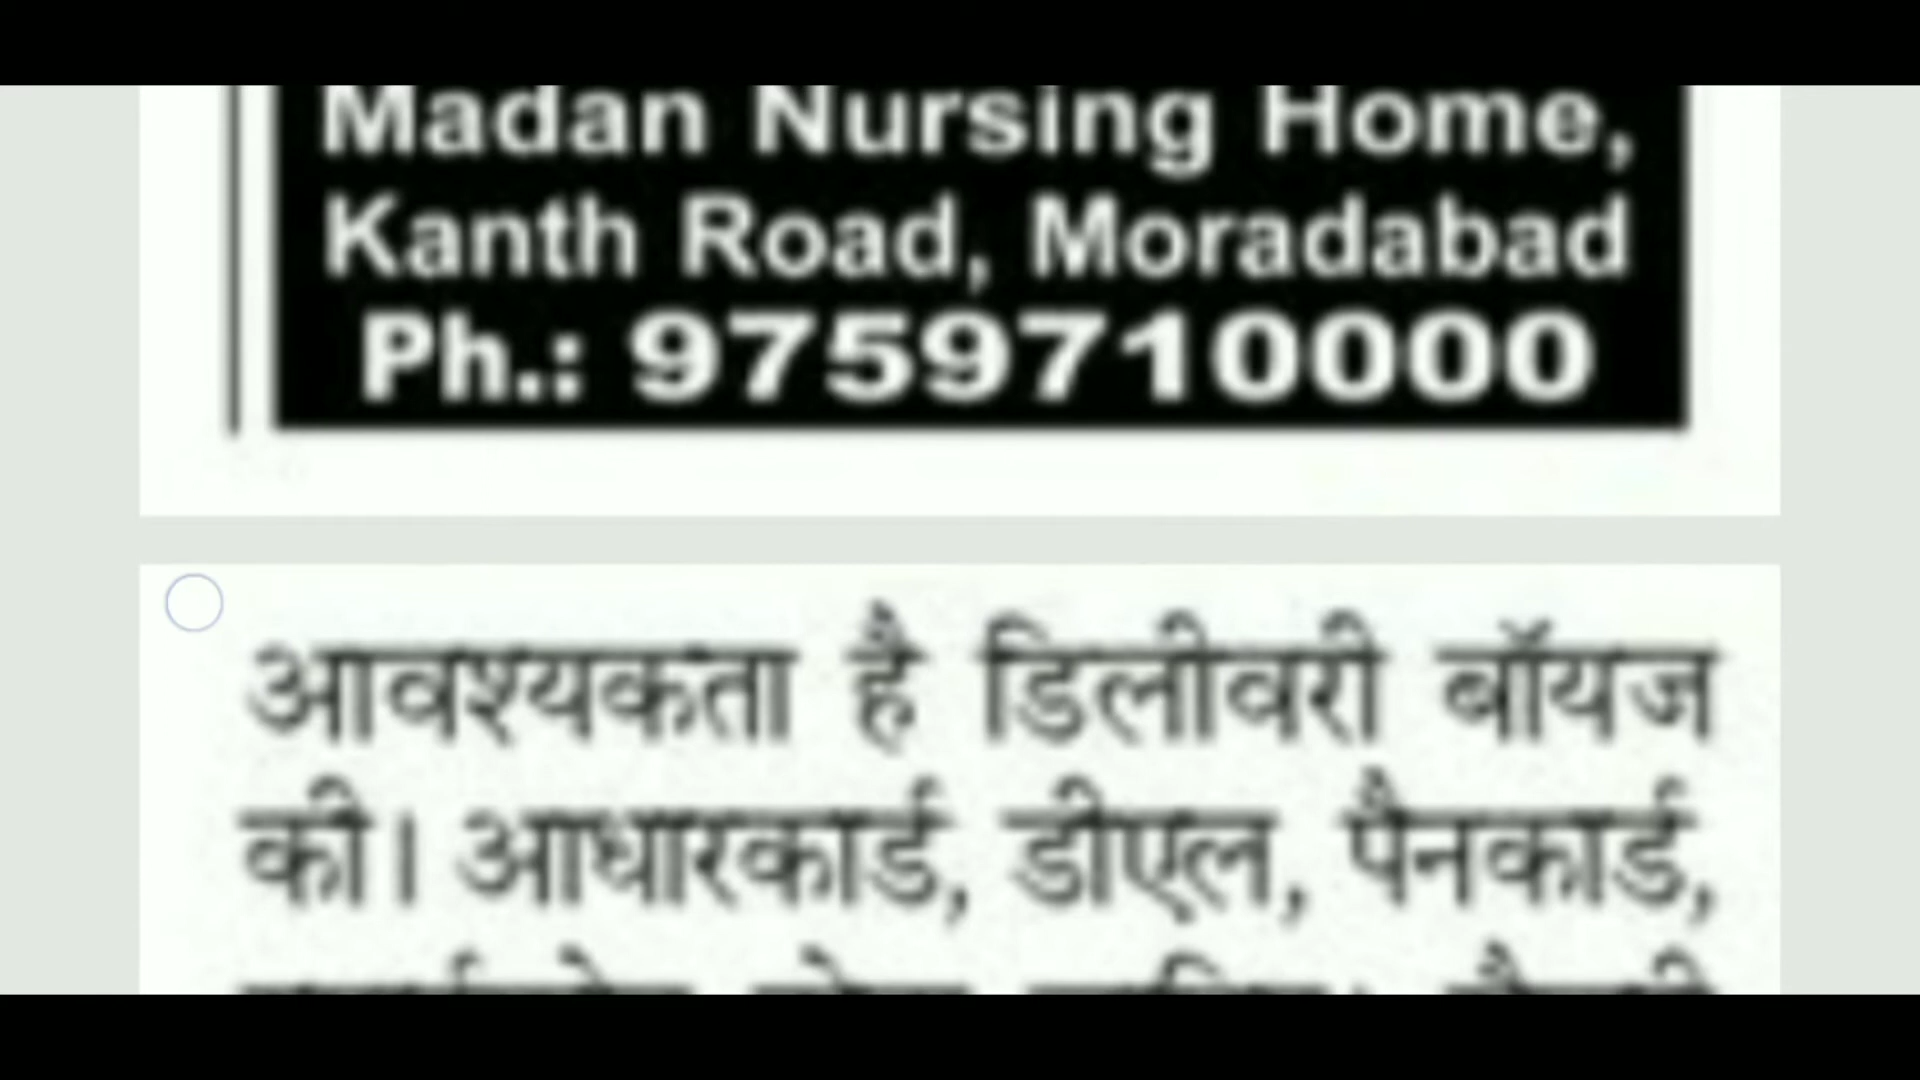 Madan Nursing Home,
Kanth Road, Moradabad
Ph.: 9759710000
आवश्यकता है डिलीवरी बॉयज
की। आधारकार्ड, डीएल, पैनकार्ड,